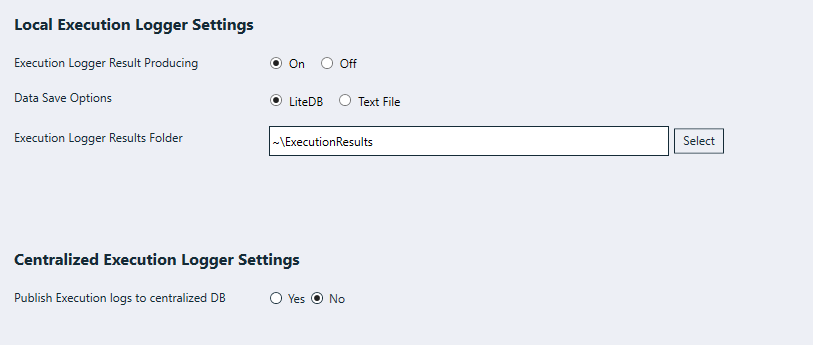 Local Execution Logger Settings
Execution Logger Result Producing On Off
Data Save Options LiteDB Text File
Execution Logger Results Folder ~\ExecutionResults Select
Centralized Execution Logger Settings
Publish Execution logs to centralized DB Yes No